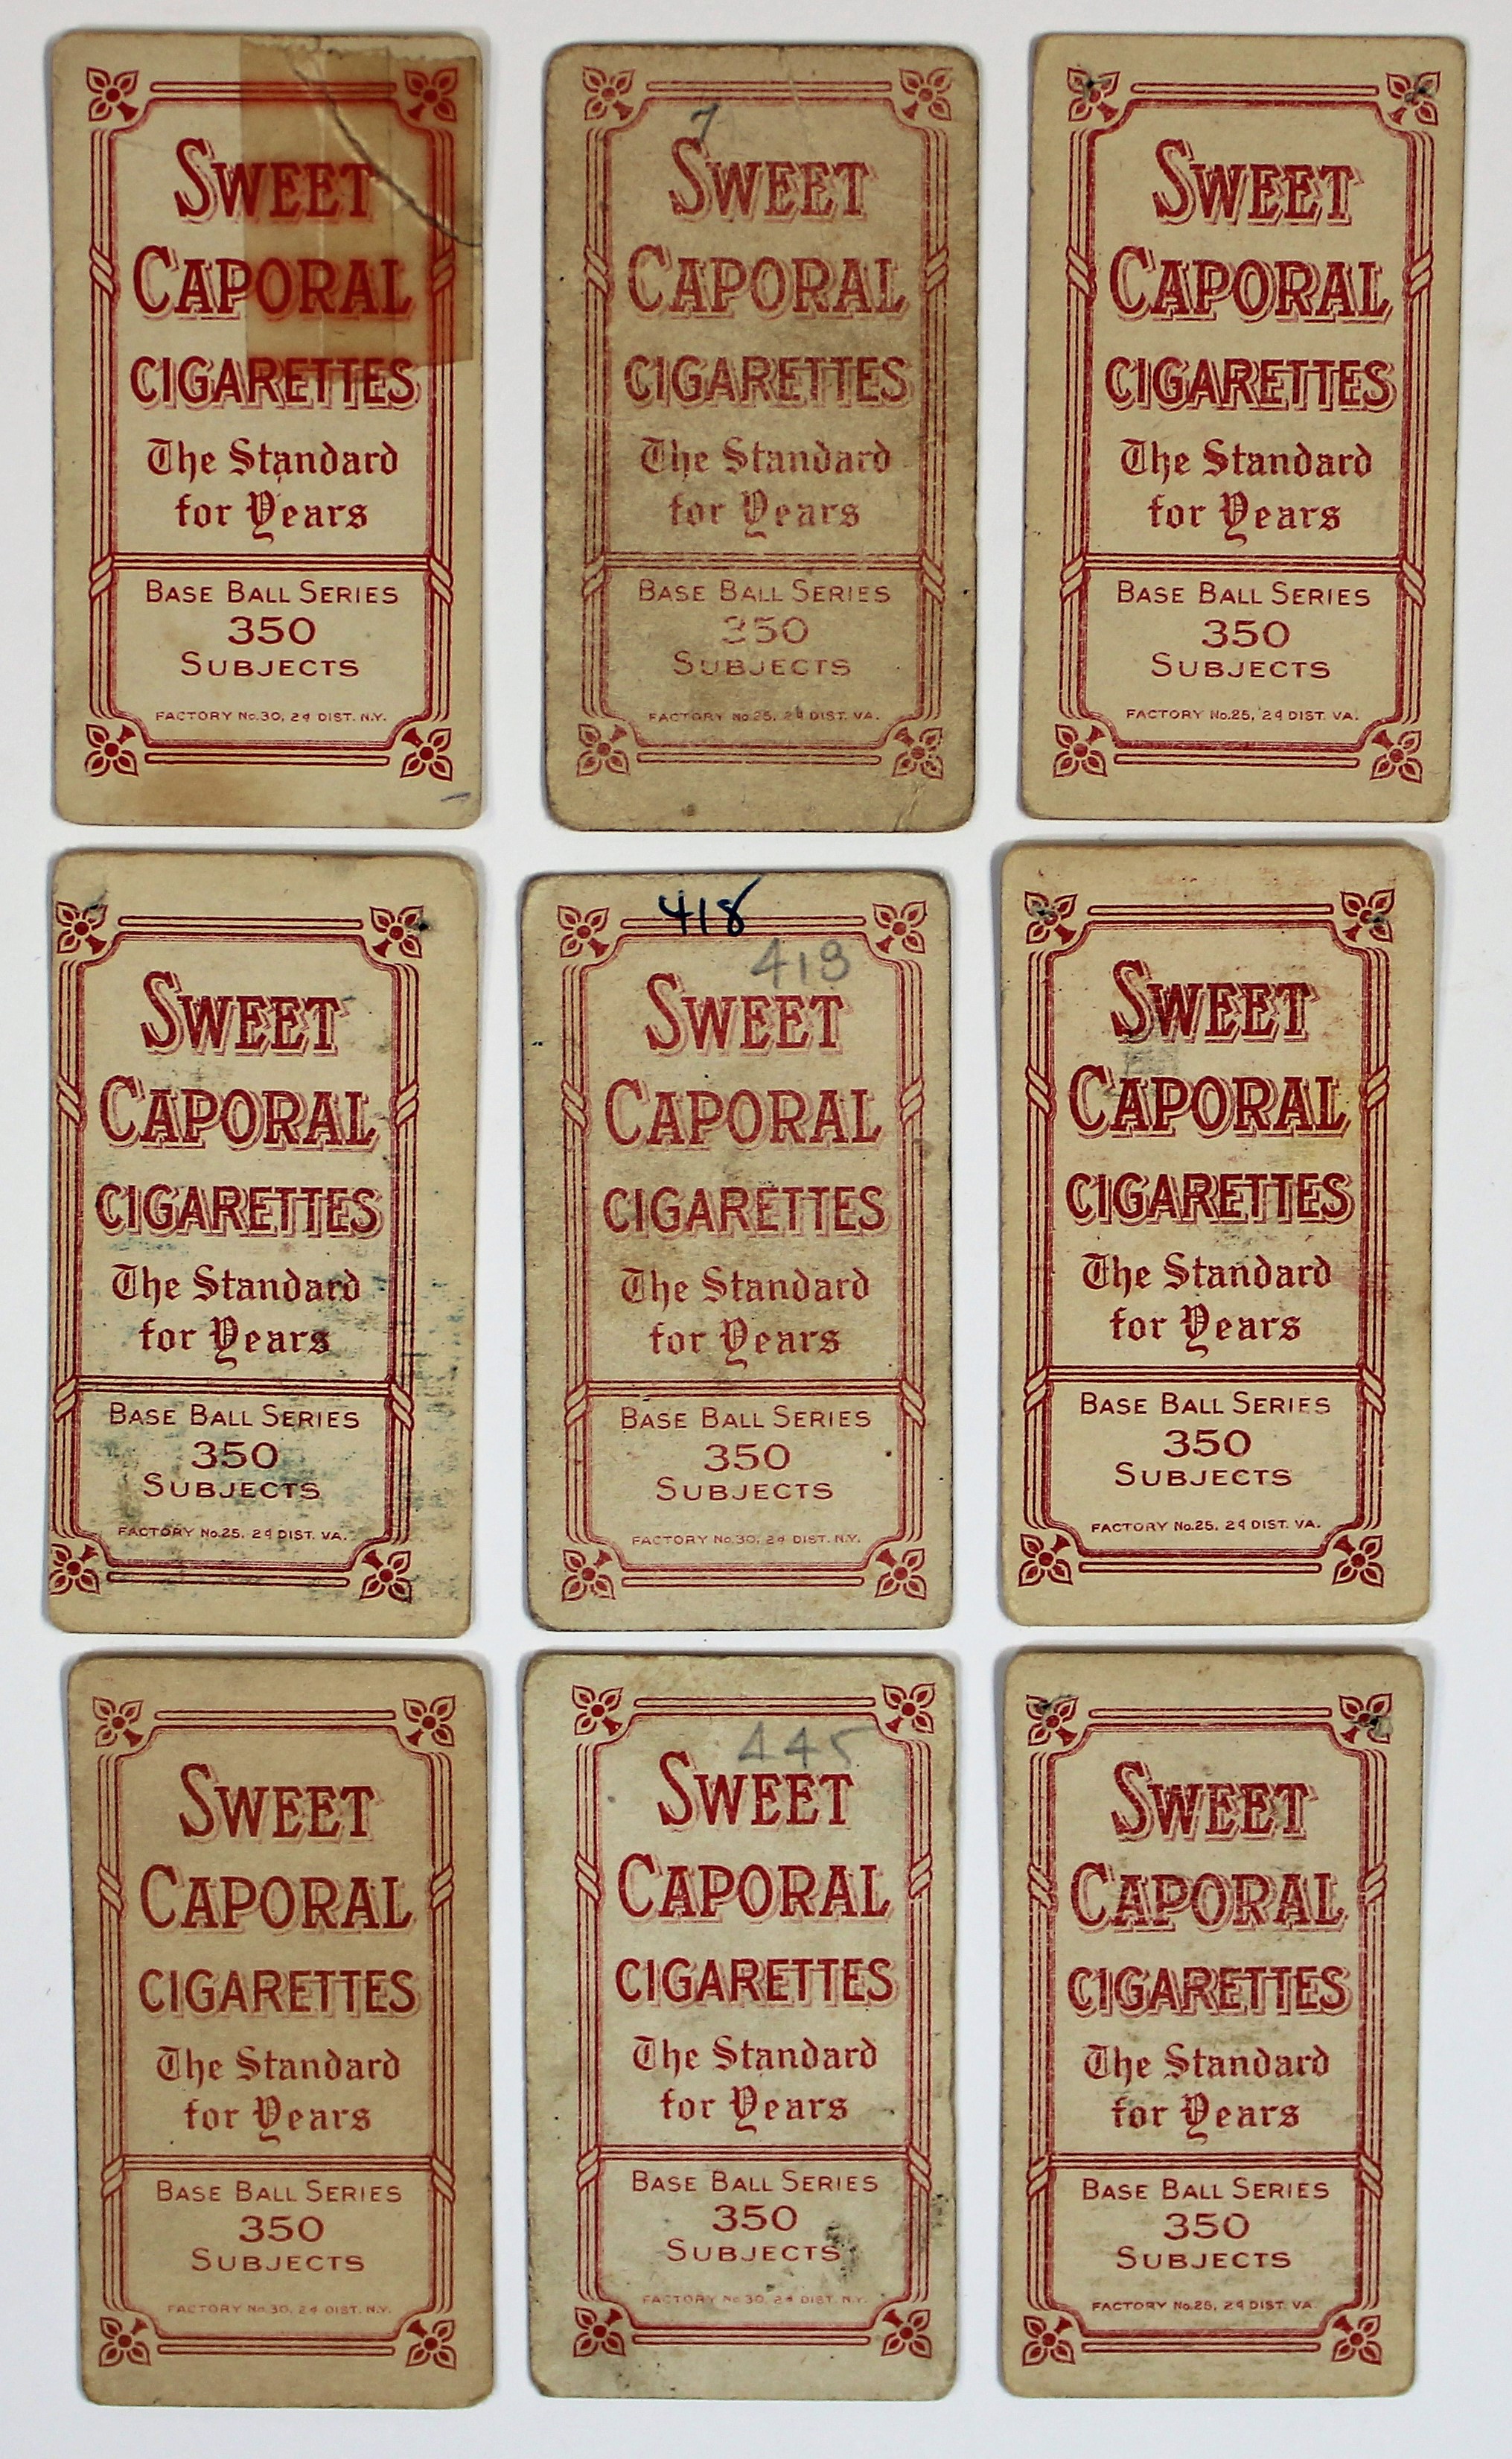 SWEET
CAPORAL
CIGARETTES
The Standard
for Years
BASE BALL SERIES
350
SUBJECTS
FACTORY No.30, 2d DIST. N.Y.
7
SWEET
CAPORAL
CIGARETTES
The Standard
for Years
BASE BALL SERIES
350
SUBJECTS
FACTORY No.25, 2d DIST. VA.
SWEET
CAPORAL
CIGARETTES
The Standard
for Years
BASE BALL SERIES
350
SUBJECTS
FACTORY No.25, 2d DIST. VA.
SWEET
CAPORAL
CIGARETTES
The Standard
for Years
BASE BALL SERIES
350
SUBJECTS
FACTORY No.25, 2d DIST. VA.
418
419
SWEET
CAPORAL
CIGARETTES
The Standard
for Years
BASE BALL SERIES
350
SUBJECTS
FACTORY No.30, 2d DIST. N.Y.
SWEET
CAPORAL
CIGARETTES
The Standard
for Years
BASE BALL SERIES
350
SUBJECTS
FACTORY No.25, 2d DIST. VA.
SWEET
CAPORAL
CIGARETTES
The Standard
for Years
BASE BALL SERIES
350
SUBJECTS
FACTORY No.30, 2d DIST. N.Y.
445
SWEET
CAPORAL
CIGARETTES
The Standard
for Years
BASE BALL SERIES
350
SUBJECTS
FACTORY No.30, 2d DIST. N.Y.
SWEET
CAPORAL
CIGARETTES
The Standard
for Years
BASE BALL SERIES
350
SUBJECTS
FACTORY No.25, 2d DIST. VA.